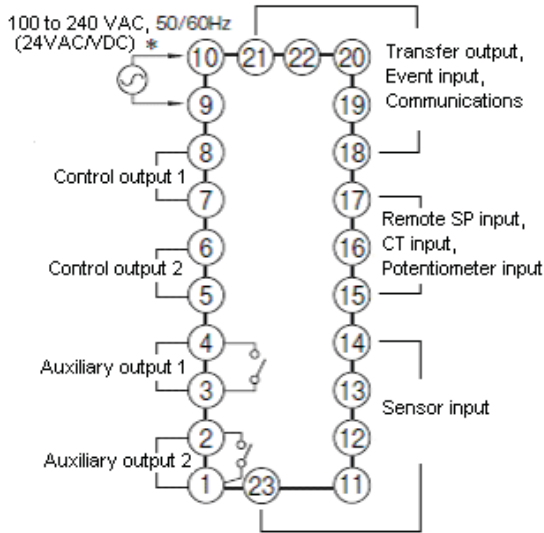 100 to 240 VAC, 50/60Hz
(24VAC/VDC) *
10 21 22 20
Transfer output,
Event input,
Communications
9 19
8 18
Control output 1
7 17
Remote SP input,
CT input,
Potentiometer input
6 16
Control output 2
5 15
4 14
Auxiliary output 1
3 13
Sensor input
2 12
Auxiliary output 2
1 23 11